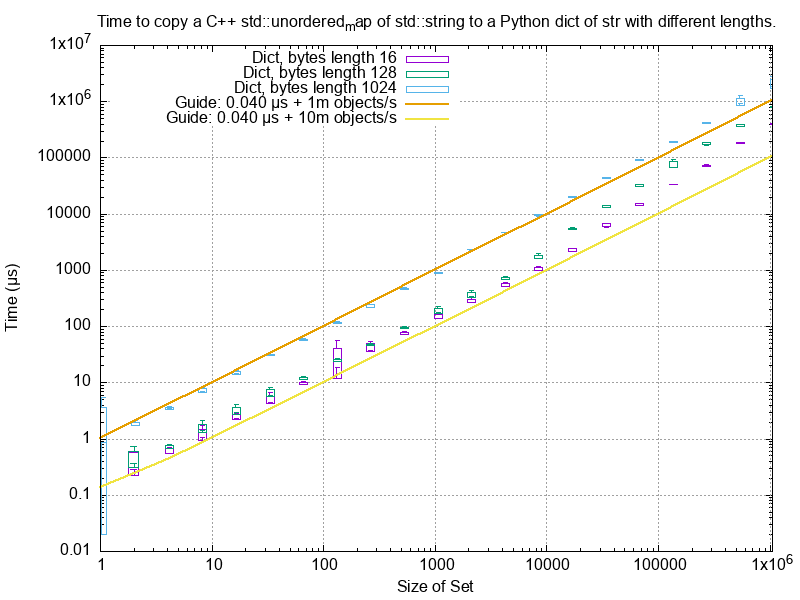 Time to copy a C++ std::unordered_map of std::string to a Python dict of str with different lengths.
1x10^7
Dict, bytes length 16
Dict, bytes length 128
Dict, bytes length 1024
1x10^6
Guide: 0.040 µs + 1m objects/s
Guide: 0.040 µs + 10m objects/s
100000
10000
Time (µs)
1000
100
10
1
0.1
0.01
1 10 100 1000 10000 100000 1x10^6
Size of Set